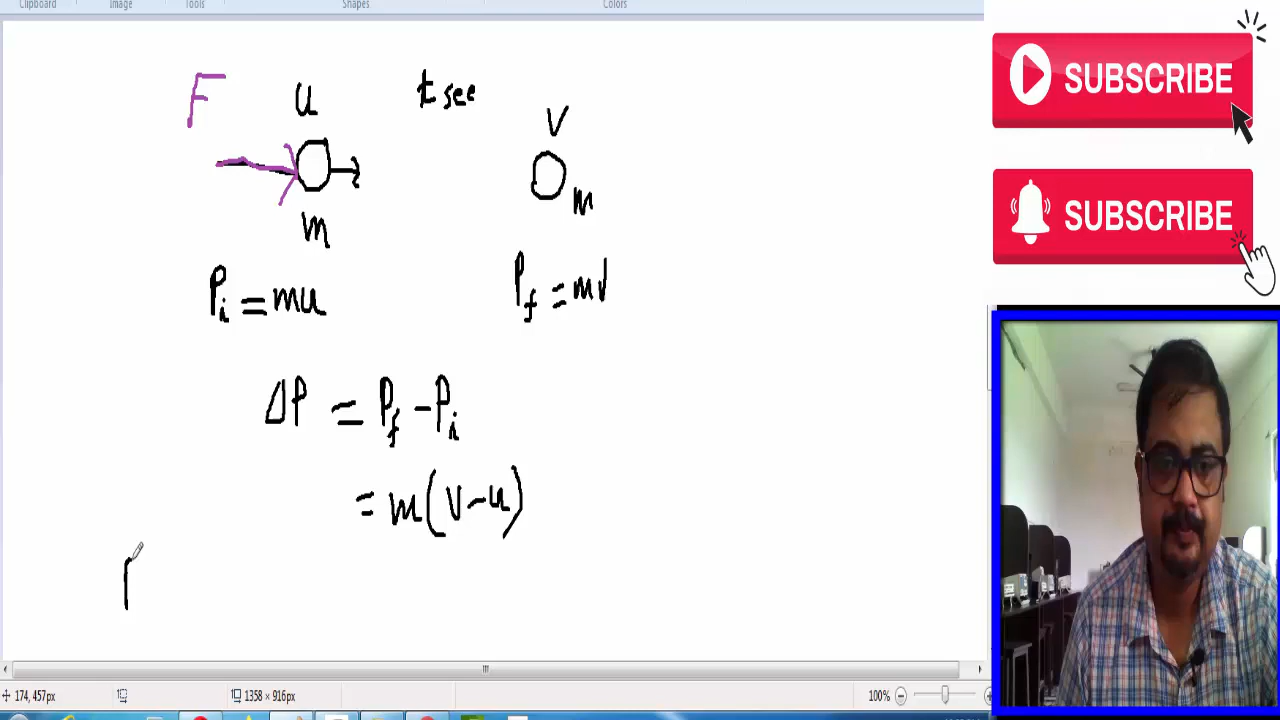 Clipboard Image Tools Shapes Colors
F u t sec
V
m m
Pi = mu Pf = mV
ΔP = Pf - Pi
= m(V-u)
SUBSCRIBE
SUBSCRIBE
174, 457px 1358 × 916px 100%